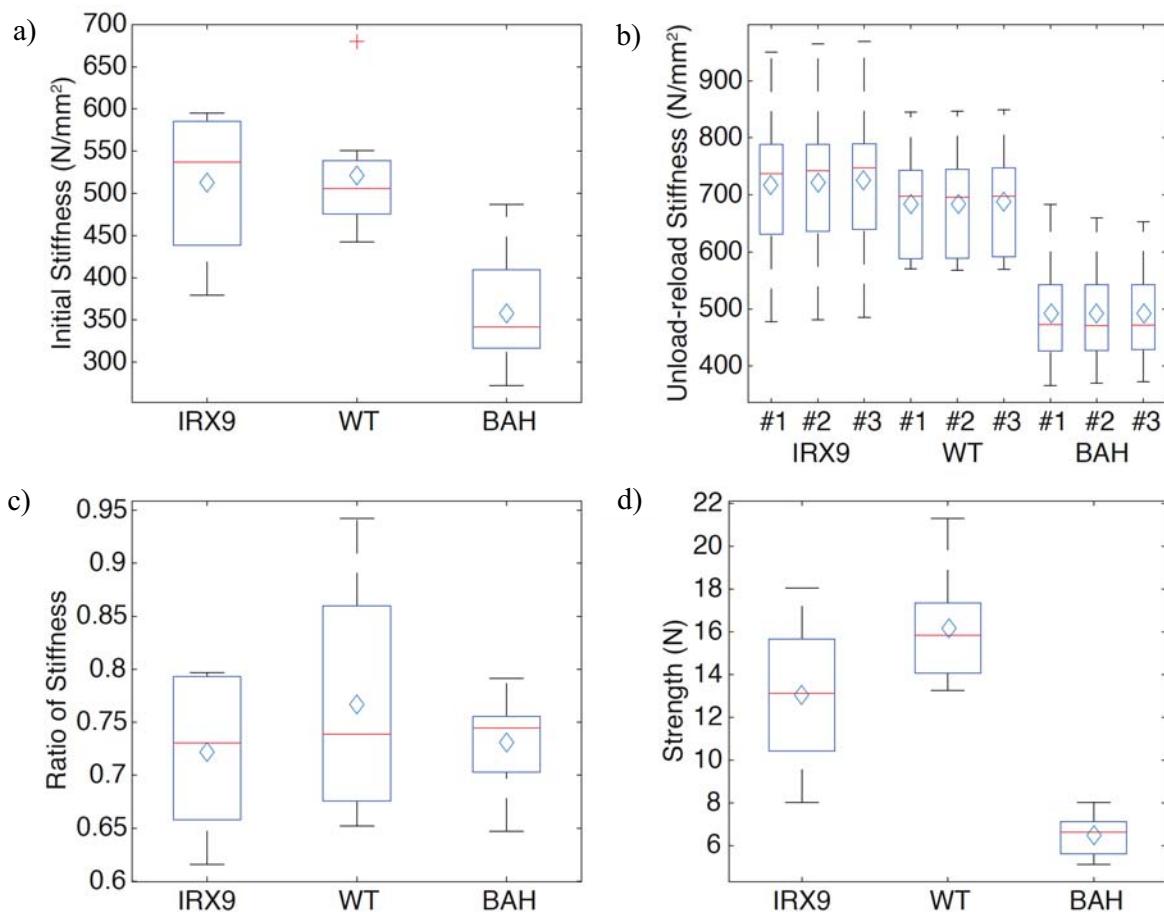 a)
Initial Stiffness (N/mm²)
700
650
600
550
500
450
400
350
300
IRX9 WT BAH
b)
Unload-reload Stiffness (N/mm²)
900
800
700
600
500
400
#1 #2 #3 #1 #2 #3 #1 #2 #3
IRX9 WT BAH
c)
Ratio of Stiffness
0.95
0.9
0.85
0.8
0.75
0.7
0.65
0.6
IRX9 WT BAH
d)
Strength (N)
22
20
18
16
14
12
10
8
6
IRX9 WT BAH